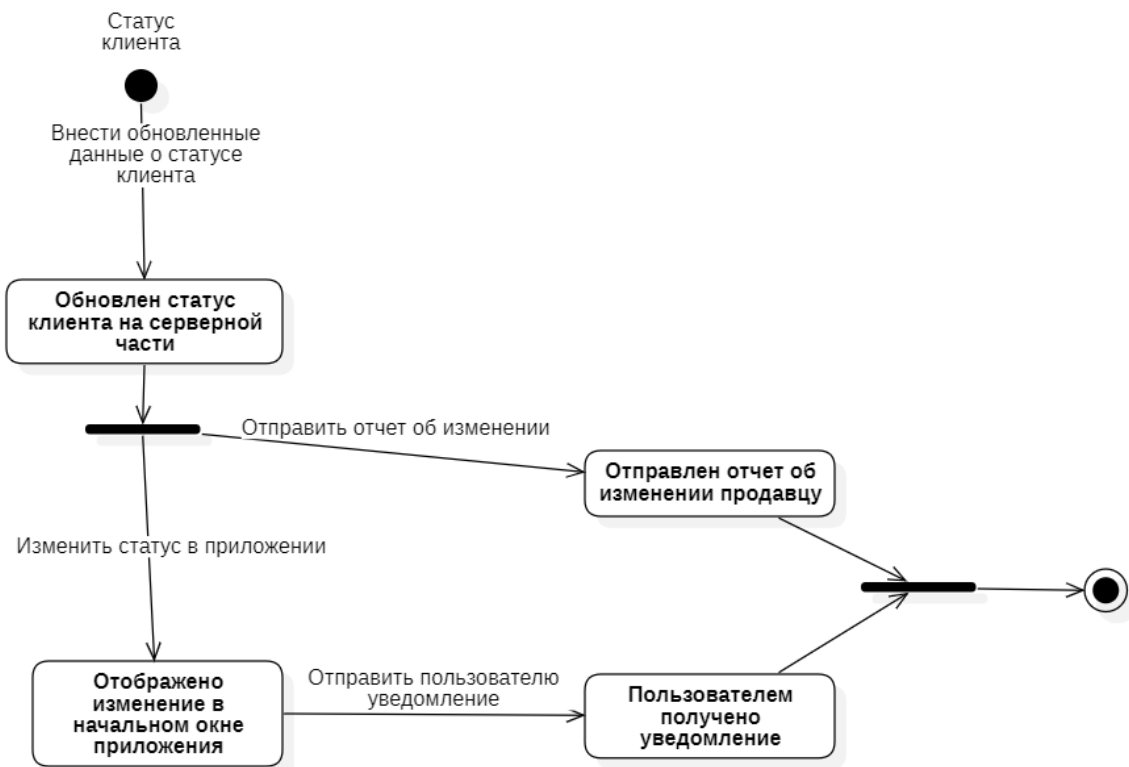 Статус
клиента
Внести обновленные
данные о статусе
клиента
Обновлен статус
клиента на серверной
части
Отправить отчет об изменении
Отправлен отчет об
изменении продавцу
Изменить статус в приложении
Отображено
изменение в
начальном окне
приложения
Отправить пользователю
уведомление
Пользователем
получено
уведомление